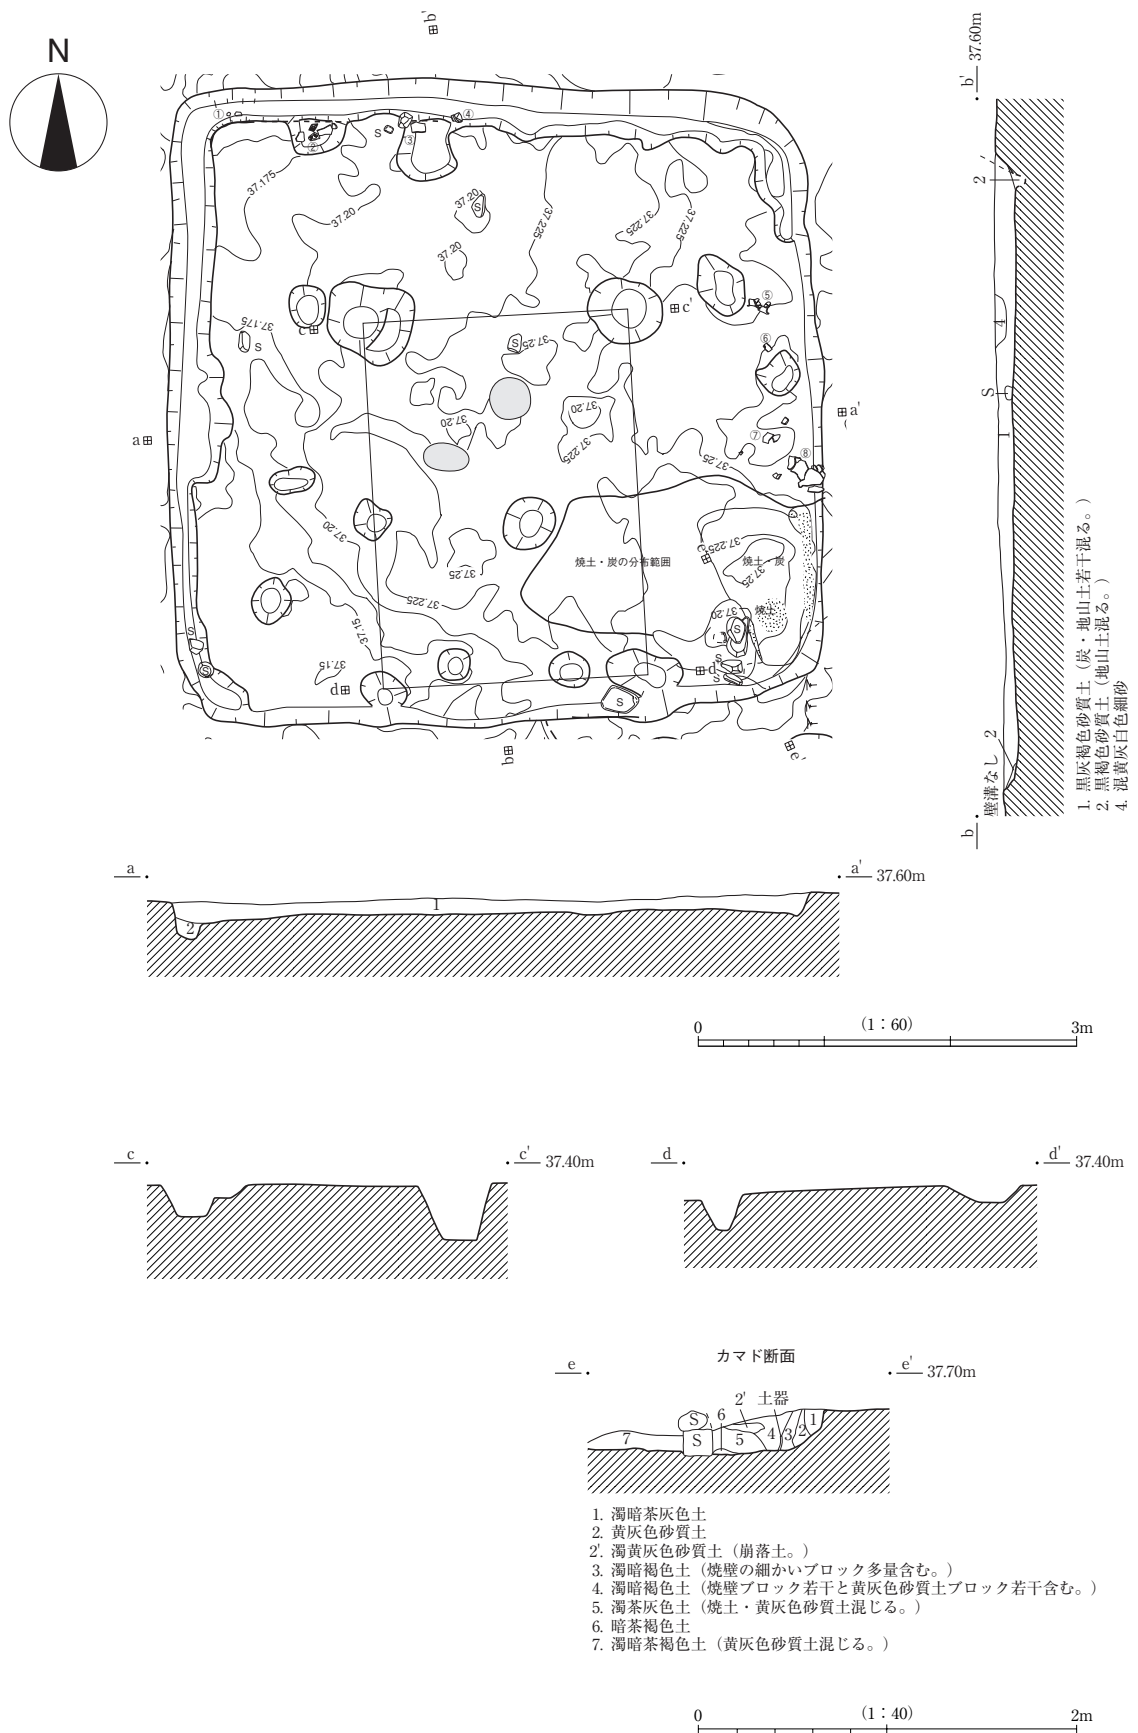 N
b'
①
②
S
③
④
37.175
37.20
37.20
S
37.20
37.225
37.225
37.225
c'
⑤
c
37.175
S
S
37.25
⑥
a
a'
37.20
37.20
37.225
⑦
⑧
37.25
37.20
焼土・炭の分布範囲
e
37.225
焼土・炭
37.25
37.25
37.225
37.20
焼土
S
37.15
37.15
S
S
d
d'
S
S
S
b
e'
b'
37.60m
2
4
S
1
2
壁溝なし
b
1. 黒灰褐色砂質土（炭・地山土若干混る。）
2. 黒褐色砂質土（地山土混る。）
4. 混黄灰白色細砂
a
a' 37.60m
1
2
0 （1：60） 3m
c
c' 37.40m
d
d' 37.40m
カマド断面
e
e' 37.70m
2' 土器
S 6 1
7 S 5 4 3 2
1. 濁暗茶灰色土
2. 黄灰色砂質土
2'. 濁黄灰色砂質土（崩落土。）
3. 濁暗褐色土（焼壁の細かいブロック多量含む。）
4. 濁暗褐色土（焼壁ブロック若干と黄灰色砂質土ブロック若干含む。）
5. 濁茶灰色土（焼土・黄灰色砂質土混じる。）
6. 暗茶褐色土
7. 濁暗茶褐色土（黄灰色砂質土混じる。）
0 （1：40） 2m